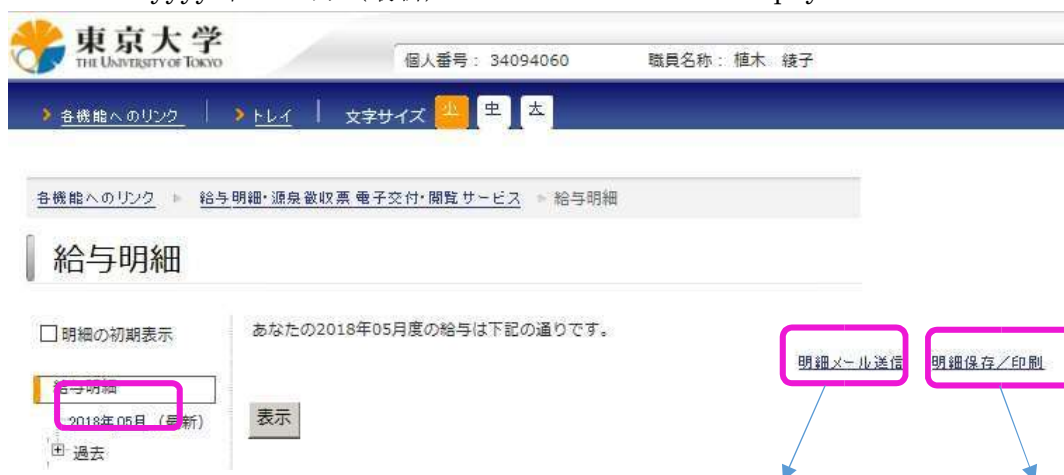 東京大学
THE UNIVERSITY OF TOKYO
個人番号： 34094060 職員名称： 植木 綾子
各機能へのリンク トレイ 文字サイズ 小 中 大
各機能へのリンク 給与明細・源泉徴収票 電子交付・閲覧 サービス 給与明細
給与明細
明細の初期表示
あなたの2018年05月度の給与は下記の通りです。
明細メール送信 明細保存／印刷
給与明細
2018年05月 （最新）
表示
過去